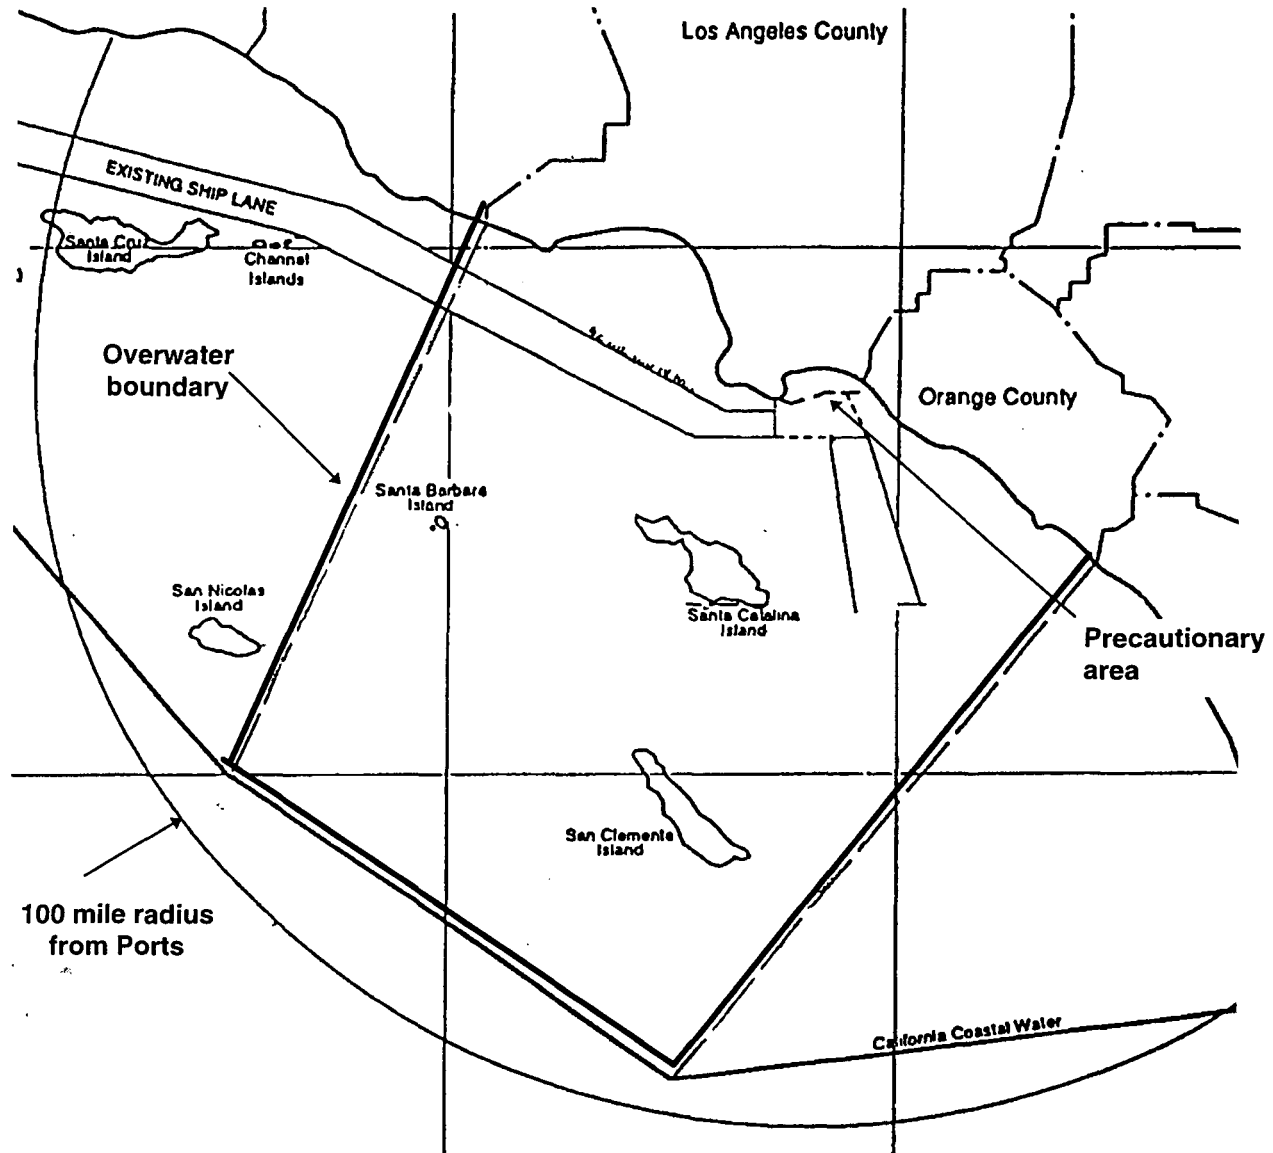 Los Angeles County
EXISTING SHIP LANE
Santa Cruz
Island
Channel
Islands
Overwater
boundary
Orange County
Santa Barbara
Island
San Nicolas
Island
Santa Catalina
Island
Precautionary
area
San Clemente
Island
100 mile radius
from Ports
California Coastal Water